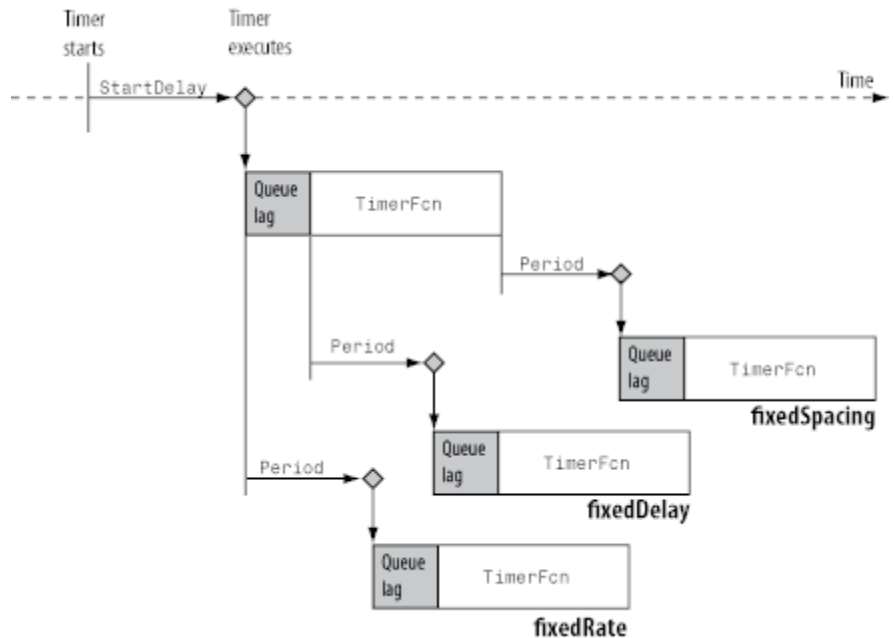 Timer
starts
Timer
executes
StartDelay
Time
Queue
lag
TimerFcn
Period
Queue
lag
TimerFcn
fixedSpacing
Period
Queue
lag
TimerFcn
fixedDelay
Period
Queue
lag
TimerFcn
fixedRate